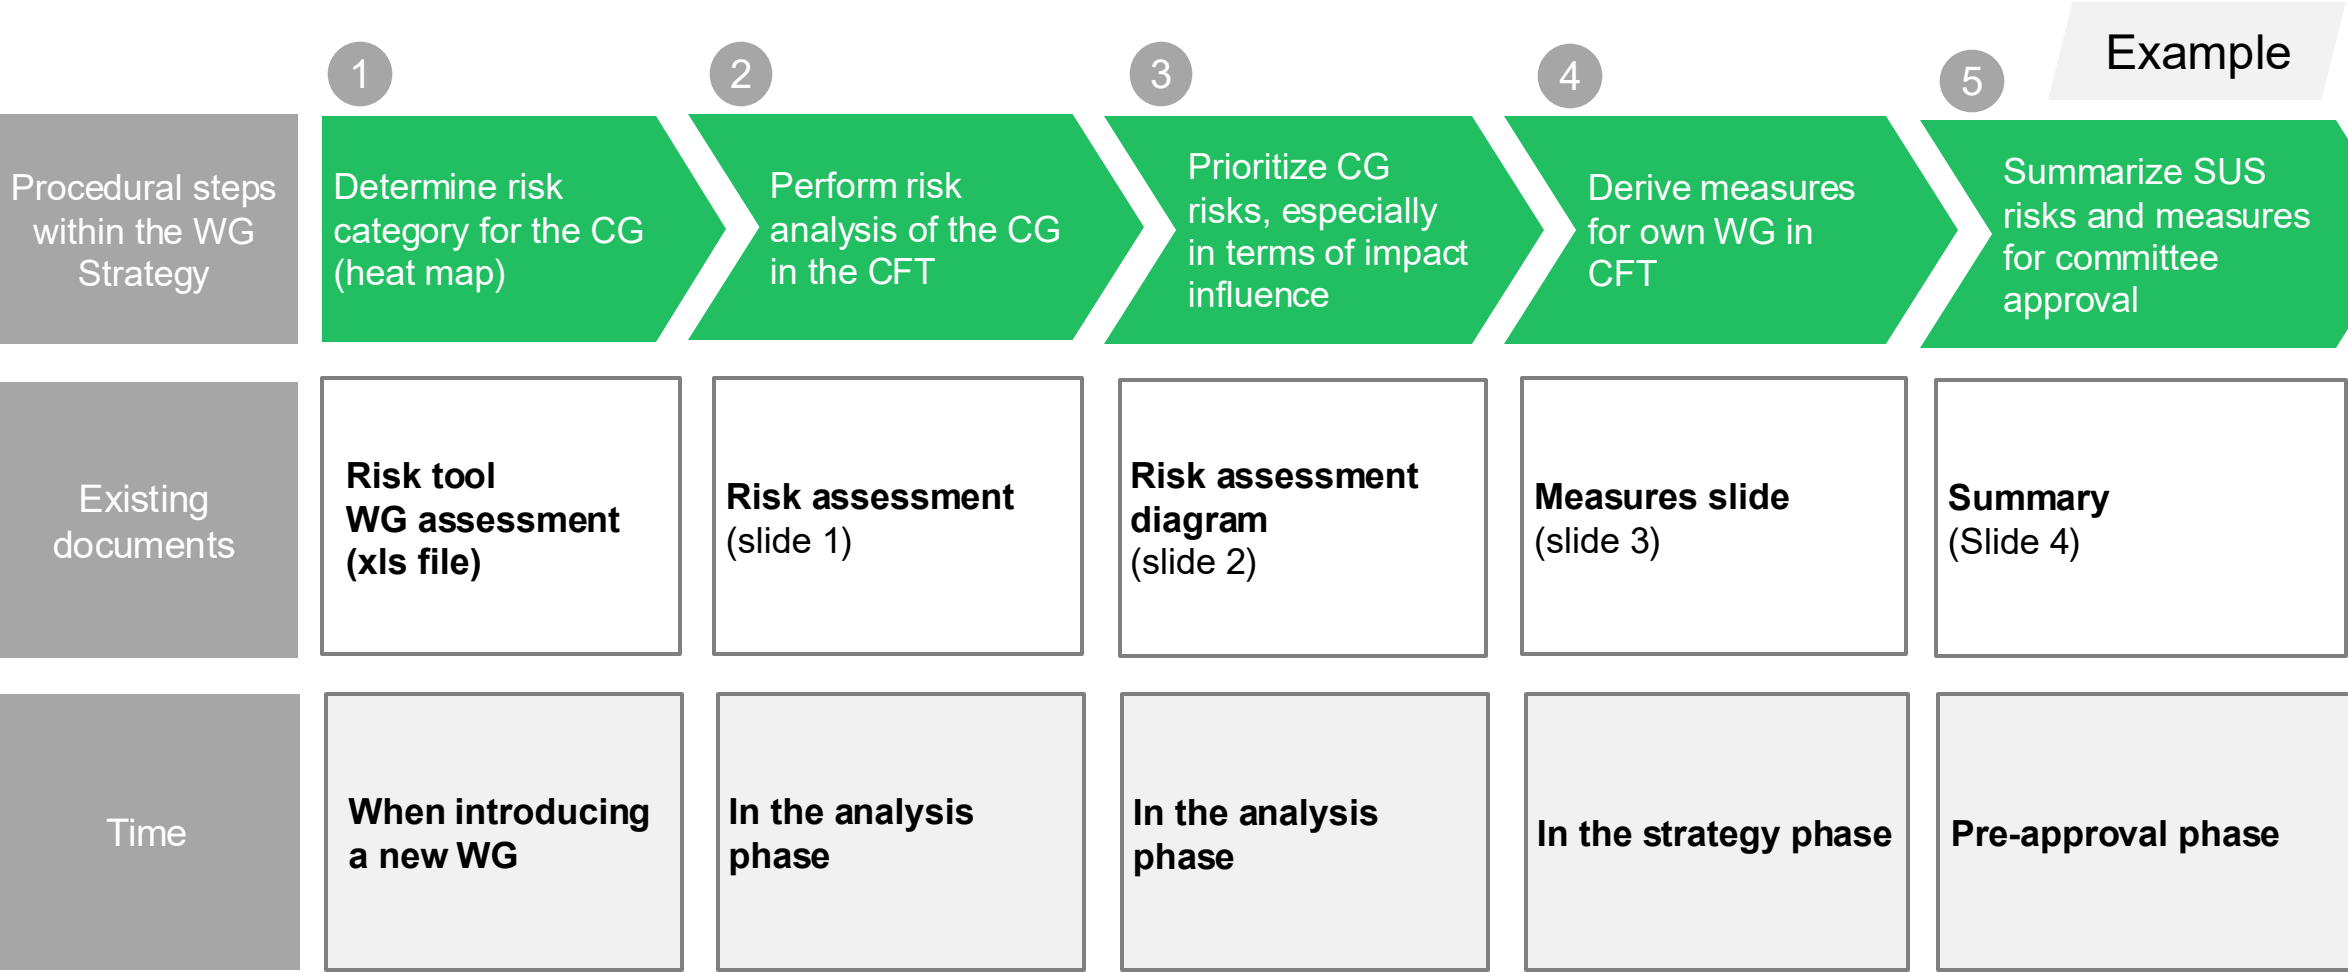 Example
1
2
3
4
5
Procedural steps
within the WG
Strategy
Determine risk
category for the CG
(heat map)
Perform risk
analysis of the CG
in the CFT
Prioritize CG
risks, especially
in terms of impact
influence
Derive measures
for own WG in
CFT
Summarize SUS
risks and measures
for committee
approval
Existing
documents
Risk tool
WG assessment
(xls file)
Risk assessment
(slide 1)
Risk assessment
diagram
(slide 2)
Measures slide
(slide 3)
Summary
(Slide 4)
Time
When introducing
a new WG
In the analysis
phase
In the analysis
phase
In the strategy phase
Pre-approval phase